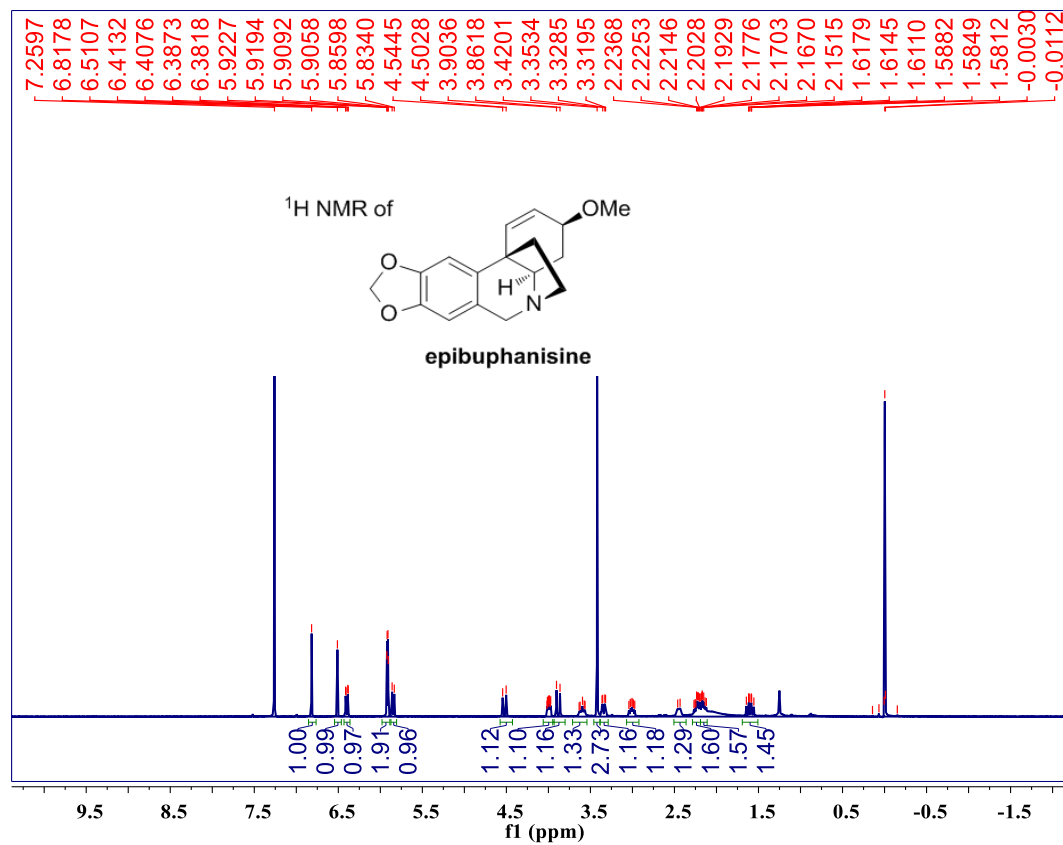 7.2597 6.8178 6.5107 6.4132 6.4076 6.3873 6.3818 5.9227 5.9194 5.9092 5.9058 5.8598 5.8340 4.5445 4.5028 3.9036 3.8618 3.4201 3.3534 3.3285 3.3195 2.2368 2.2253 2.2146 2.2028 2.1929 2.1776 2.1703 2.1670 2.1515 1.6179 1.6145 1.6110 1.5882 1.5849 1.5812 -0.0030 -0.0112
¹H NMR of
OMe
O
H
N
O
epibuphanisine
1.00 0.99 0.97 1.91 0.96 1.12 1.10 1.16 1.33 2.73 1.16 1.18 1.29 1.60 1.57 1.45
9.5 8.5 7.5 6.5 5.5 4.5 3.5 2.5 1.5 0.5 -0.5 -1.5
f1 (ppm)